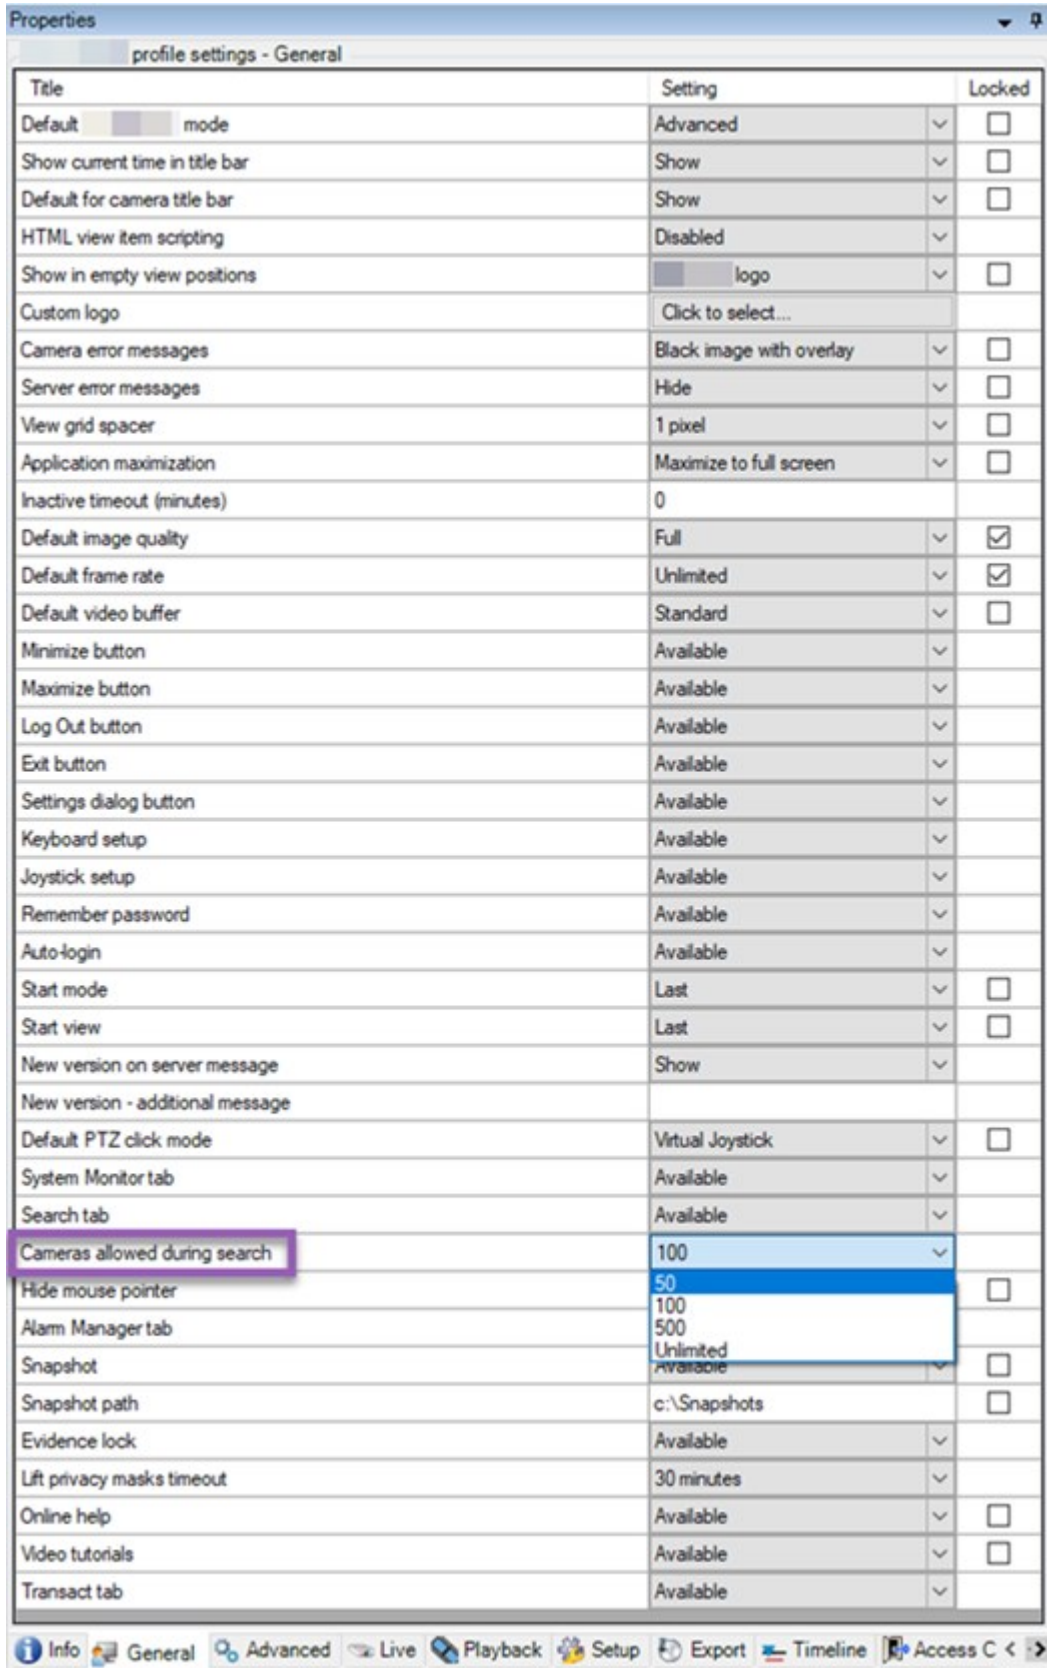 Properties
profile settings - General
Title Setting Locked
Default mode Advanced
Show current time in title bar Show
Default for camera title bar Show
HTML view item scripting Disabled
Show in empty view positions logo
Custom logo Click to select...
Camera error messages Black image with overlay
Server error messages Hide
View grid spacer 1 pixel
Application maximization Maximize to full screen
Inactive timeout (minutes) 0
Default image quality Full
Default frame rate Unlimited
Default video buffer Standard
Minimize button Available
Maximize button Available
Log Out button Available
Exit button Available
Settings dialog button Available
Keyboard setup Available
Joystick setup Available
Remember password Available
Auto-login Available
Start mode Last
Start view Last
New version on server message Show
New version - additional message
Default PTZ click mode Virtual Joystick
System Monitor tab Available
Search tab Available
Cameras allowed during search 100
50
Hide mouse pointer
100
Alarm Manager tab 500
Unlimited
Snapshot Available
Snapshot path c:\Snapshots
Evidence lock Available
Lift privacy masks timeout 30 minutes
Online help Available
Video tutorials Available
Transact tab Available
Info General Advanced Live Playback Setup Export Timeline Access C